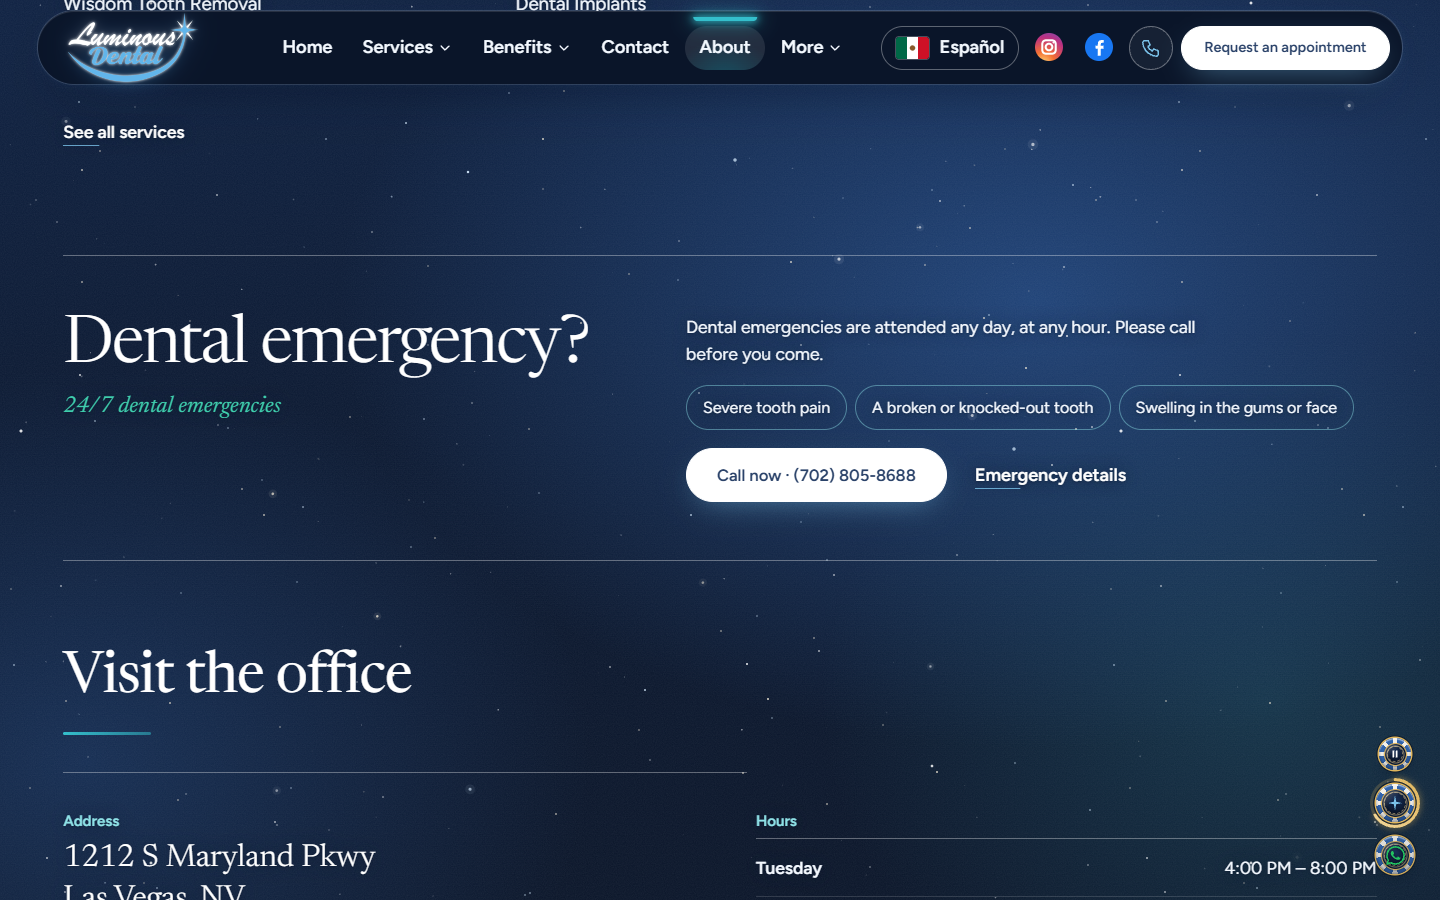 Wisdom Tooth Removal
Dental Implants
Luminous
Dental
Home
Services
Benefits
Contact
About
More
Español
Request an appointment
See all services
Dental emergency?
24/7 dental emergencies
Dental emergencies are attended any day, at any hour. Please call
before you come.
Severe tooth pain
A broken or knocked-out tooth
Swelling in the gums or face
Call now · (702) 805-8688
Emergency details
Visit the office
Address
1212 S Maryland Pkwy
Las Vegas, NV
Hours
Tuesday
4:00 PM – 8:00 PM